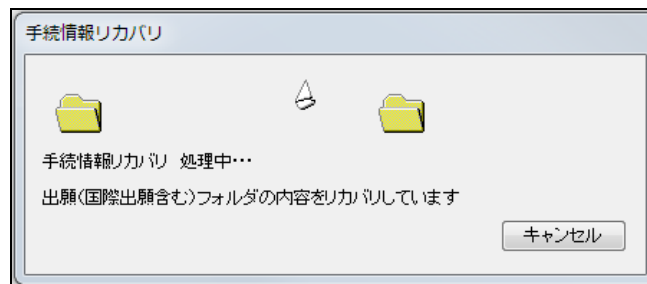 手続情報リカバリ
手続情報リカバリ 処理中･･･
出願(国際出願含む)フォルダの内容をリカバリしています
キャンセル